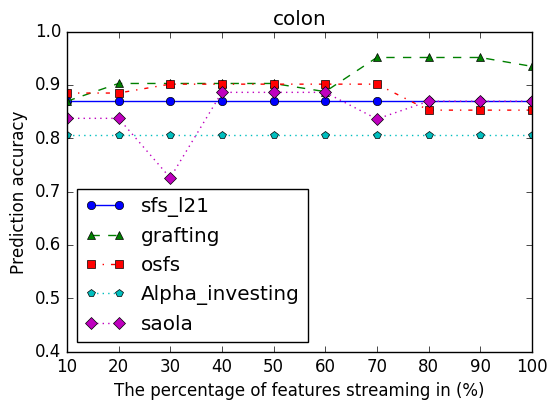 colon
1.0
0.9
0.8
0.7
0.6
0.5
0.4
Prediction accuracy
sfs_l21
grafting
osfs
Alpha_investing
saola
10 20 30 40 50 60 70 80 90 100
The percentage of features streaming in (%)